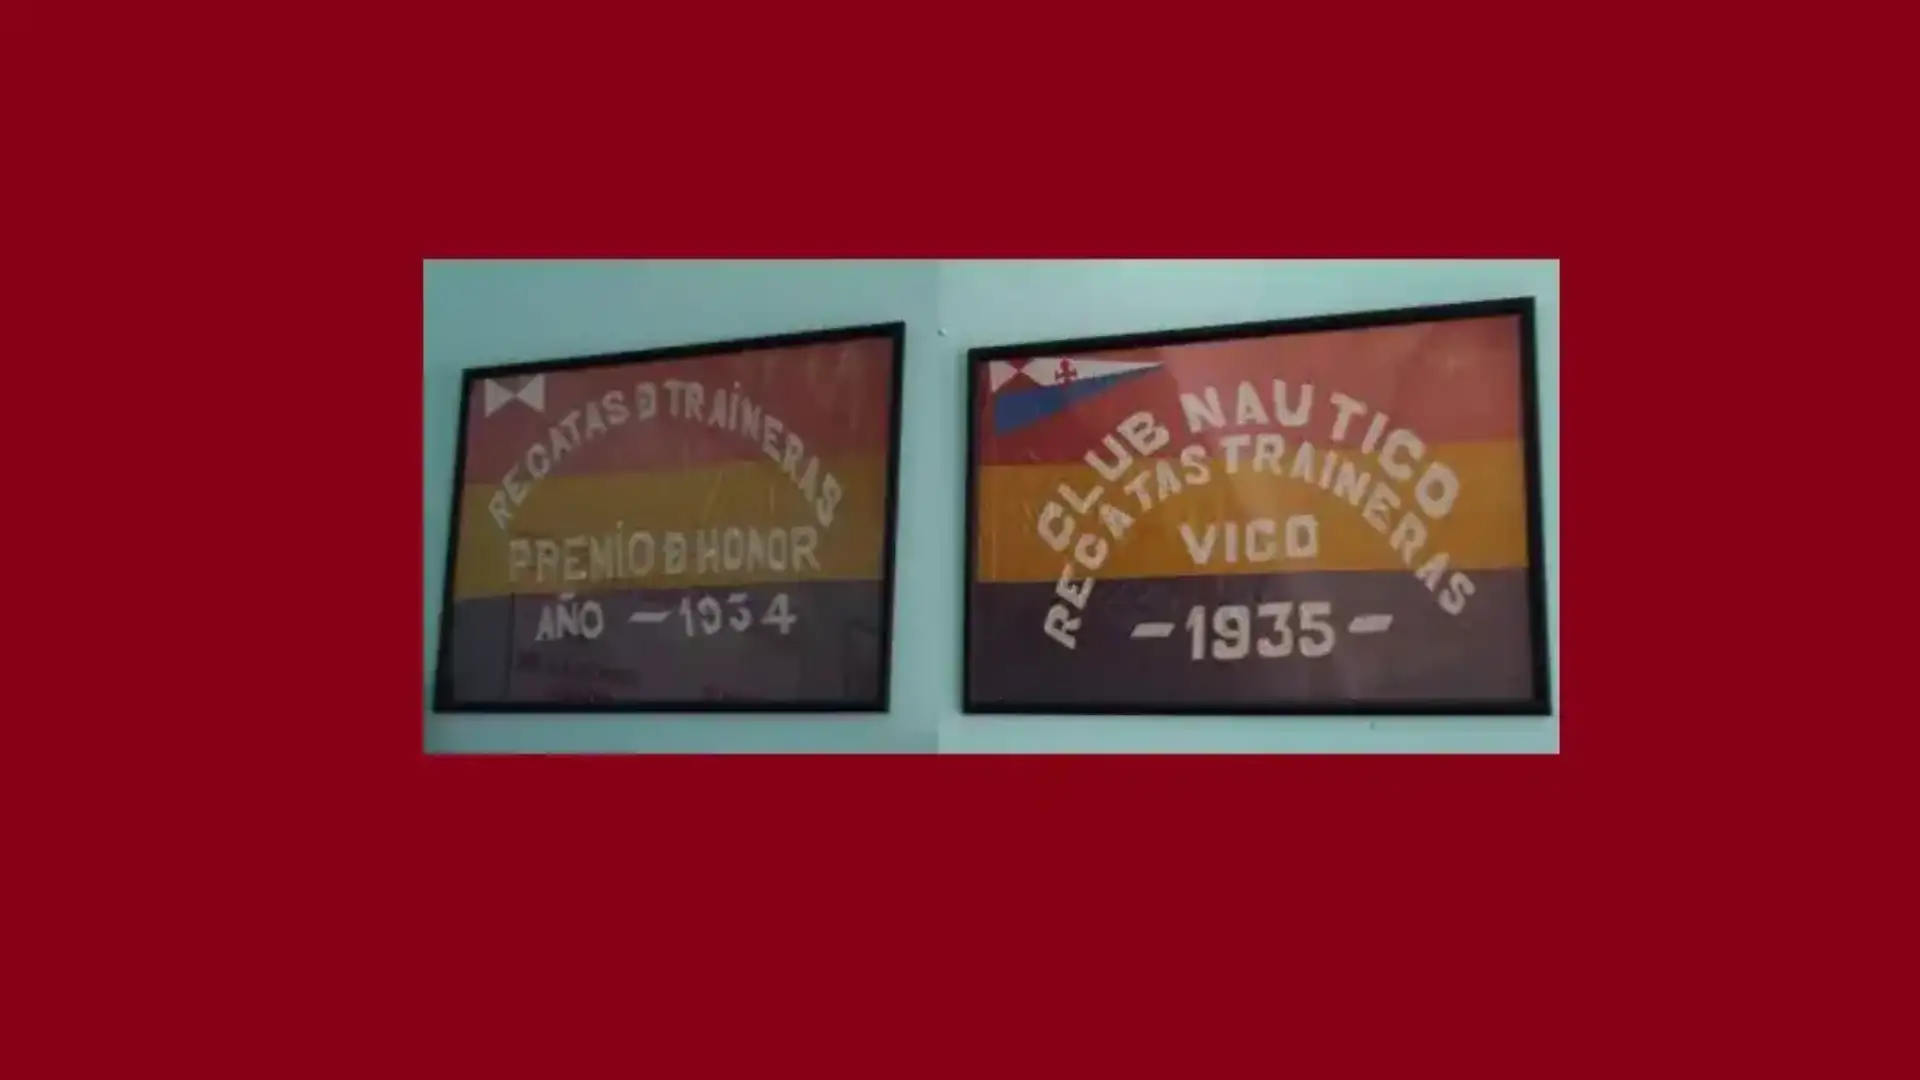 REGATAS D TRAINERAS
PREMIO D HONOR
AÑO - 1934
CLUB NAUTICO
REGATAS TRAINERAS
VIGO
- 1935 -